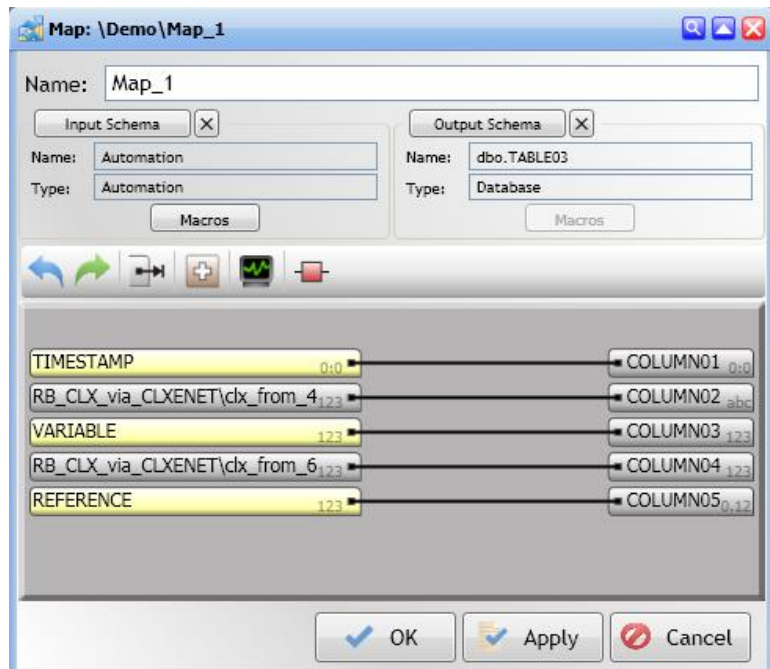 Map: \Demo\Map_1
Name: Map_1
Input Schema
Output Schema
Name: Automation
Name: dbo.TABLE03
Type: Automation
Type: Database
Macros
Macros
TIMESTAMP 0:0
COLUMN01 0:0
RB_CLX_via_CLXENET\clx_from_4 123
COLUMN02 abc
VARIABLE 123
COLUMN03 123
RB_CLX_via_CLXENET\clx_from_6 123
COLUMN04 123
REFERENCE 123
COLUMN05 0.12
OK
Apply
Cancel